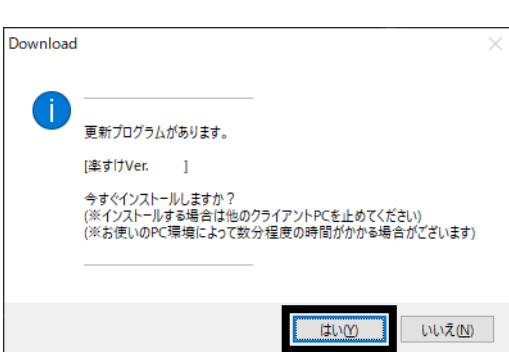 Download
更新プログラムがあります。
[楽すけVer. ]
今すぐインストールしますか？
(※インストールする場合は他のクライアントPCを止めてください)
(※お使いのPC環境によって数分程度の時間がかかる場合がございます)
はい(Y) いいえ(N)